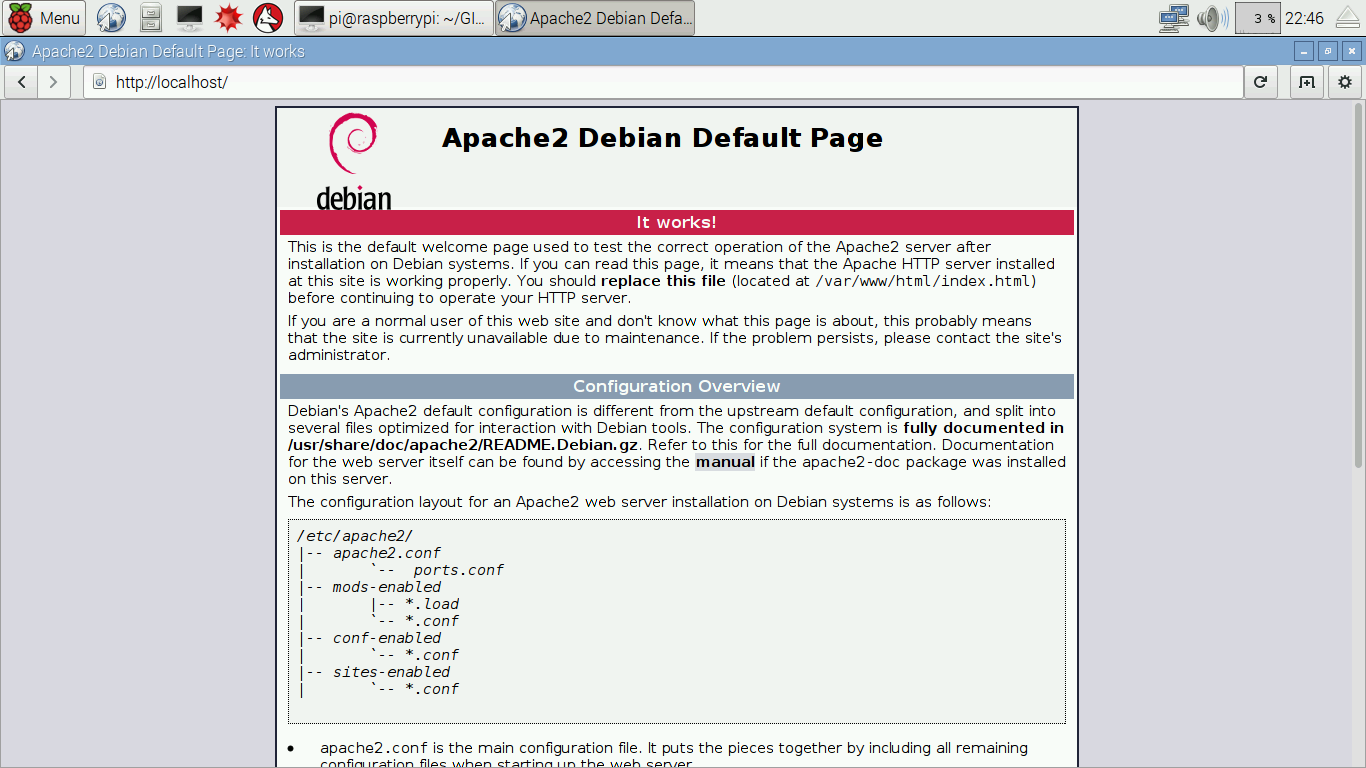 Menu
pi@raspberrypi: ~/GI...
Apache2 Debian Defa...
3 %
22:46
Apache2 Debian Default Page: It works
http://localhost/
debian
Apache2 Debian Default Page
It works!
This is the default welcome page used to test the correct operation of the Apache2 server after
installation on Debian systems. If you can read this page, it means that the Apache HTTP server installed
at this site is working properly. You should replace this file (located at /var/www/html/index.html)
before continuing to operate your HTTP server.
If you are a normal user of this web site and don't know what this page is about, this probably means
that the site is currently unavailable due to maintenance. If the problem persists, please contact the site's
administrator.
Configuration Overview
Debian's Apache2 default configuration is different from the upstream default configuration, and split into
several files optimized for interaction with Debian tools. The configuration system is fully documented in
/usr/share/doc/apache2/README.Debian.gz. Refer to this for the full documentation. Documentation
for the web server itself can be found by accessing the manual if the apache2-doc package was installed
on this server.
The configuration layout for an Apache2 web server installation on Debian systems is as follows:
/etc/apache2/
|-- apache2.conf
|       `--  ports.conf
|-- mods-enabled
|       |-- *.load
|       `-- *.conf
|-- conf-enabled
|       `-- *.conf
|-- sites-enabled
|       `-- *.conf
• apache2.conf is the main configuration file. It puts the pieces together by including all remaining
configuration files when starting up the web server.